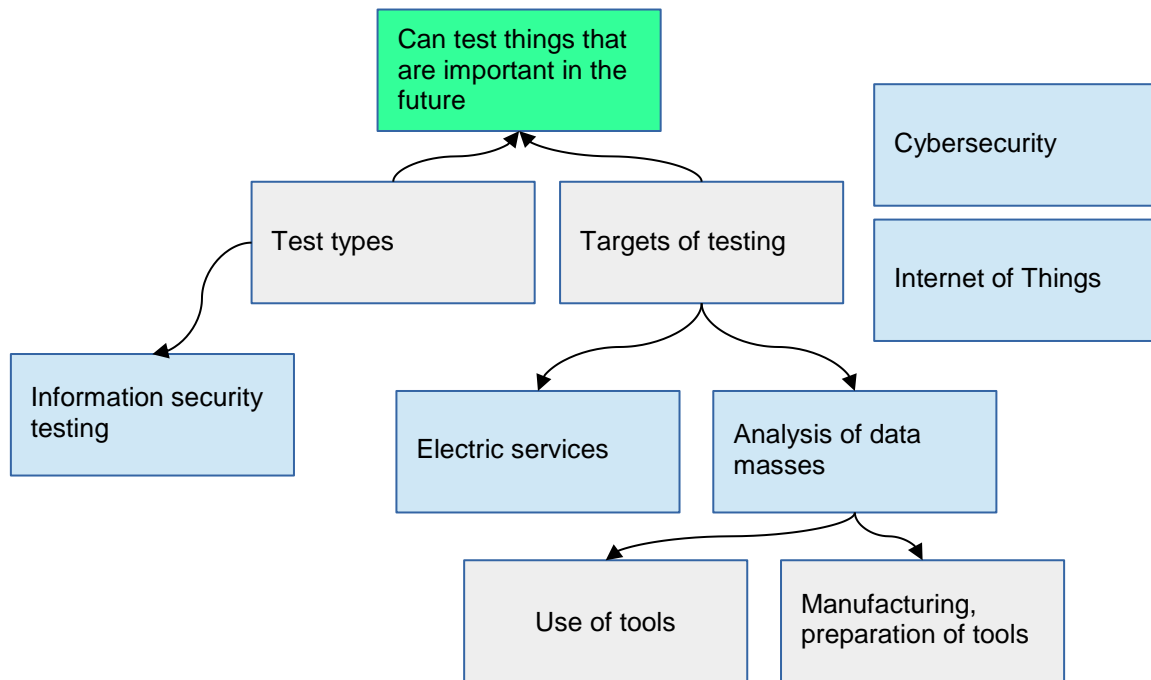 Can test things that
are important in the
future
Cybersecurity
Test types
Targets of testing
Internet of Things
Information security
testing
Electric services
Analysis of data
masses
Use of tools
Manufacturing,
preparation of tools